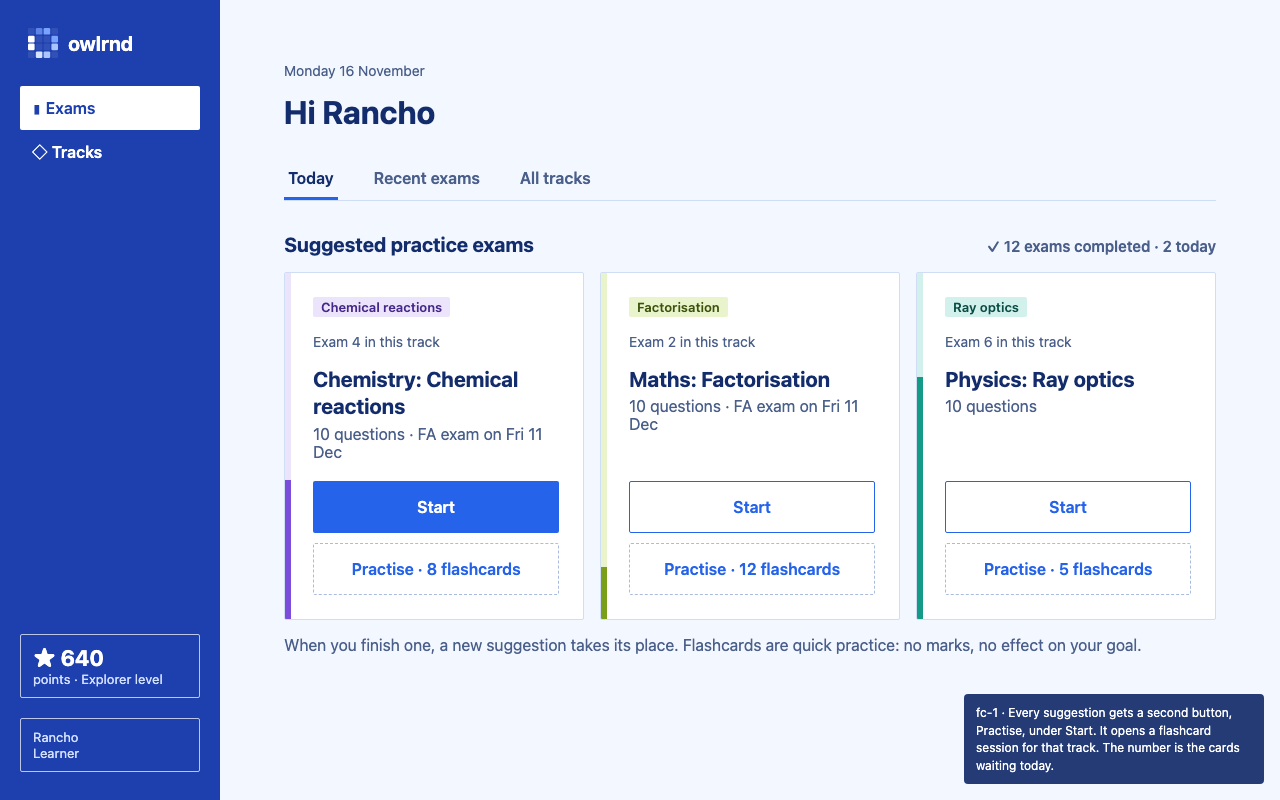 owlrnd
Exams
Tracks
640
points · Explorer level
Rancho
Learner
Monday 16 November
Hi Rancho
Today
Recent exams
All tracks
Suggested practice exams
✓ 12 exams completed · 2 today
Chemical reactions
Exam 4 in this track
Chemistry: Chemical
reactions
10 questions · FA exam on Fri 11
Dec
Start
Practise · 8 flashcards
Factorisation
Exam 2 in this track
Maths: Factorisation
10 questions · FA exam on Fri 11
Dec
Start
Practise · 12 flashcards
Ray optics
Exam 6 in this track
Physics: Ray optics
10 questions
Start
Practise · 5 flashcards
When you finish one, a new suggestion takes its place. Flashcards are quick practice: no marks, no effect on your goal.
fc-1 · Every suggestion gets a second button,
Practise, under Start. It opens a flashcard
session for that track. The number is the cards
waiting today.